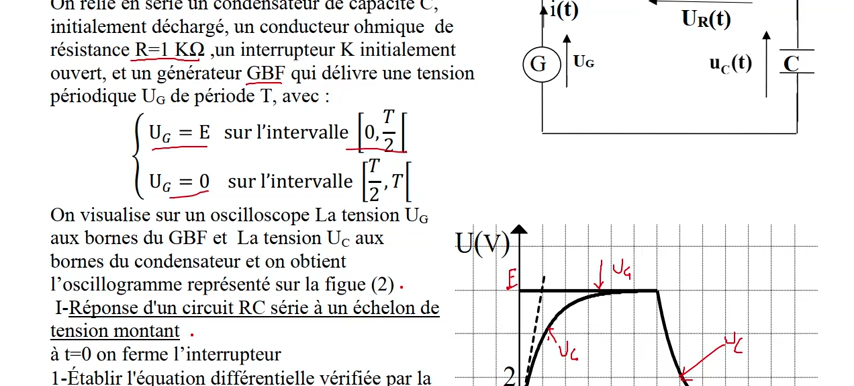 On relie en série un condensateur de capacité C,
initialement déchargé, un conducteur ohmique de
résistance R=1 KΩ ,un interrupteur K initialement
ouvert, et un générateur GBF qui délivre une tension
périodique UG de période T, avec :
UG = E sur l'intervalle [0, T/2[
UG = 0 sur l'intervalle [T/2, T[
On visualise sur un oscilloscope La tension UG
aux bornes du GBF et La tension UC aux
bornes du condensateur et on obtient
l'oscillogramme représenté sur la figue (2) .
I-Réponse d'un circuit RC série à un échelon de
tension montant .
à t=0 on ferme l'interrupteur
1-Établir l'équation différentielle vérifiée par la
i(t)
UR(t)
G
UG
uC(t)
C
U(V)
E
UG
UC
2